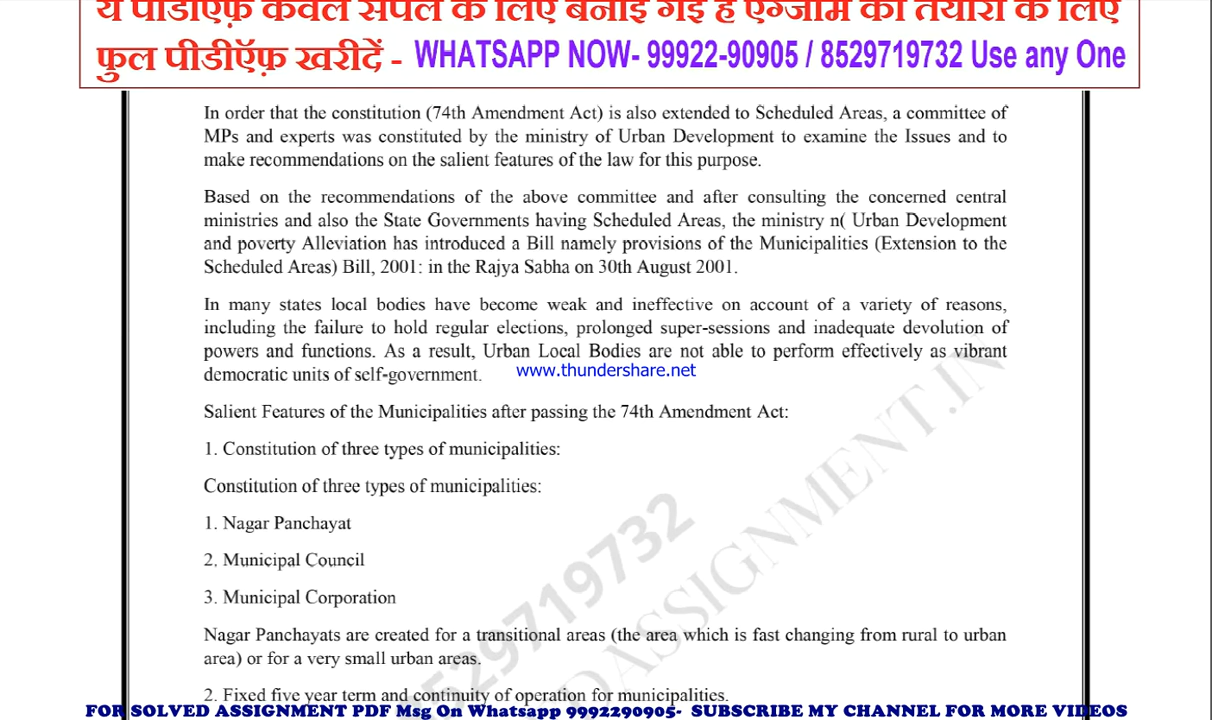 ये पीडीएफ़ केवल सैंपल के लिए बनाई गई है एग्जाम की तैयारी के लिए
फुल पीडीऍफ़ खरीदें - WHATSAPP NOW- 99922-90905 / 8529719732 Use any One
In order that the constitution (74th Amendment Act) is also extended to Scheduled Areas, a committee of
MPs and experts was constituted by the ministry of Urban Development to examine the Issues and to
make recommendations on the salient features of the law for this purpose.
Based on the recommendations of the above committee and after consulting the concerned central
ministries and also the State Governments having Scheduled Areas, the ministry n( Urban Development
and poverty Alleviation has introduced a Bill namely provisions of the Municipalities (Extension to the
Scheduled Areas) Bill, 2001: in the Rajya Sabha on 30th August 2001.
In many states local bodies have become weak and ineffective on account of a variety of reasons,
including the failure to hold regular elections, prolonged super-sessions and inadequate devolution of
powers and functions. As a result, Urban Local Bodies are not able to perform effectively as vibrant
democratic units of self-government.
www.thundershare.net
Salient Features of the Municipalities after passing the 74th Amendment Act:
1. Constitution of three types of municipalities:
Constitution of three types of municipalities:
1. Nagar Panchayat
2. Municipal Council
3. Municipal Corporation
Nagar Panchayats are created for a transitional areas (the area which is fast changing from rural to urban
area) or for a very small urban areas.
2. Fixed five year term and continuity of operation for municipalities.
8529719732
ASSIGNMENT.IN
FOR SOLVED ASSIGNMENT PDF Msg On Whatsapp 9992290905- SUBSCRIBE MY CHANNEL FOR MORE VIDEOS